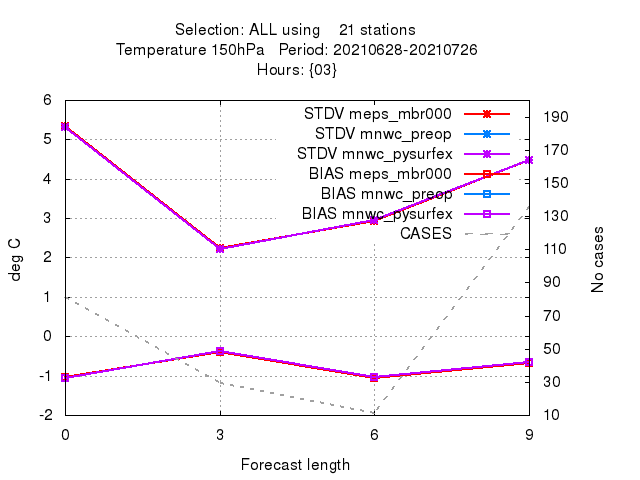 Selection: ALL using    21 stations
Temperature 150hPa   Period: 20210628-20210726
Hours: {03}
STDV meps_mbr000
STDV mnwc_preop
STDV mnwc_pysurfex
BIAS meps_mbr000
BIAS mnwc_preop
BIAS mnwc_pysurfex
CASES
deg C
6
5
4
3
2
1
0
-1
-2
190
170
150
130
110
90
70
50
30
10
No cases
0 3 6 9
Forecast length